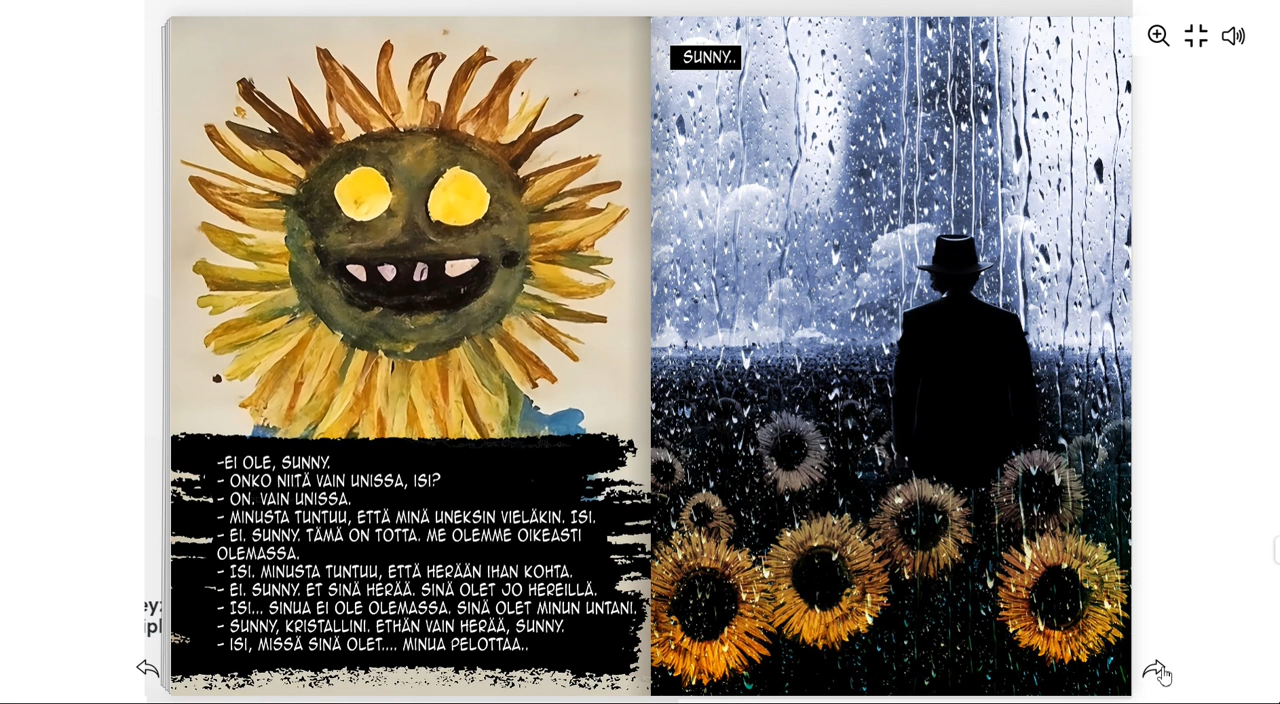 -EI OLE, SUNNY.
- ONKO NIITÄ VAIN UNISSA, ISI?
- ON. VAIN UNISSA.
- MINUSTA TUNTUU, ETTÄ MINÄ UNEKSIN VIELÄKIN. ISI.
- EI. SUNNY. TÄMÄ ON TOTTA. ME OLEMME OIKEASTI
OLEMASSA.
- ISI. MINUSTA TUNTUU, ETTÄ HERÄÄN IHAN KOHTA.
- EI. SUNNY. ET SINÄ HERÄÄ. SINÄ OLET JO HEREILLÄ.
- ISI... SINUA EI OLE OLEMASSA. SINÄ OLET MINUN UNTANI.
- SUNNY, KRISTALLINI. ETHÄN VAIN HERÄÄ, SUNNY.
- ISI, MISSÄ SINÄ OLET.... MINUA PELOTTAA..
SUNNY..